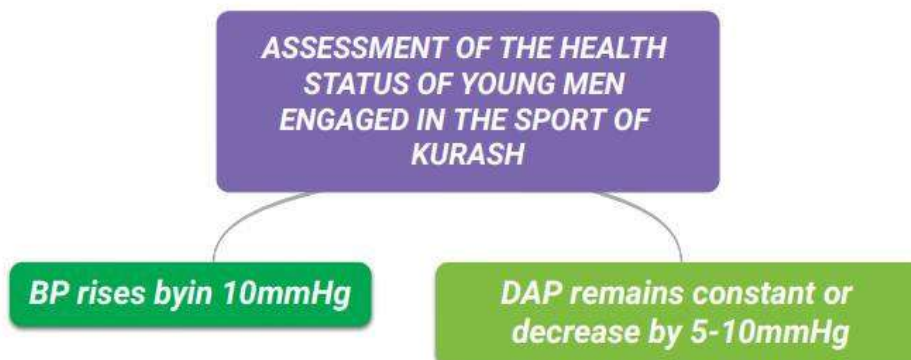 ASSESSMENT OF THE HEALTH
STATUS OF YOUNG MEN
ENGAGED IN THE SPORT OF
KURASH
BP rises byin 10mmHg
DAP remains constant or
decrease by 5-10mmHg